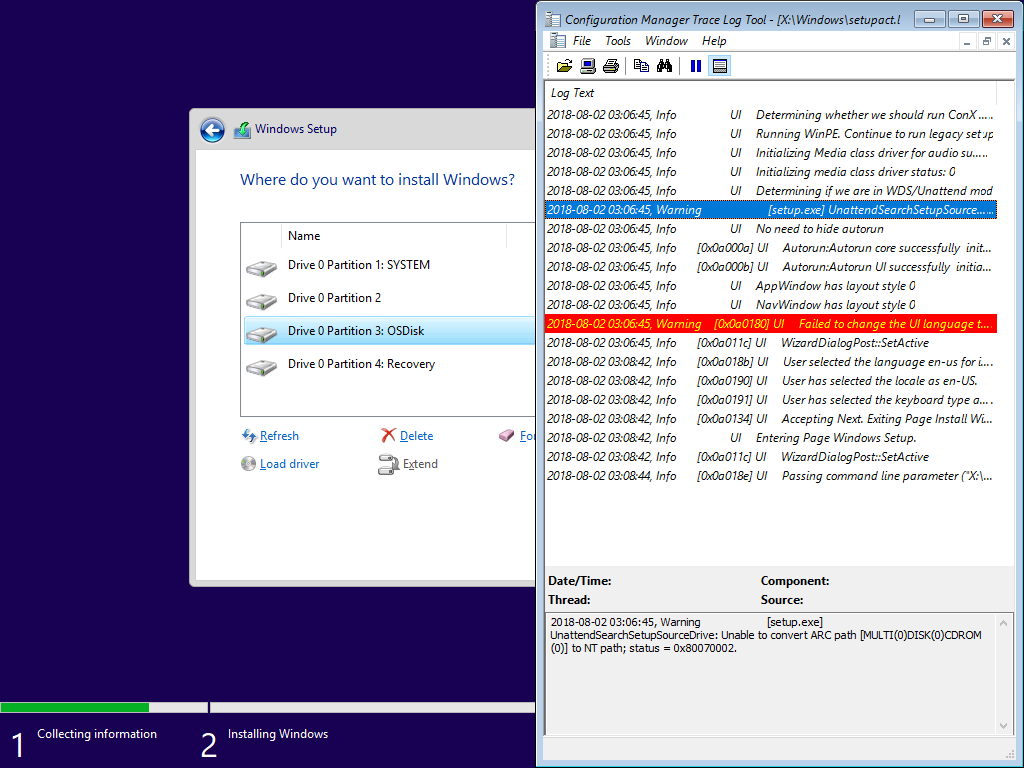 Configuration Manager Trace Log Tool - [X:\Windows\setupact.l
File Tools Window Help
Log Text
2018-08-02 03:06:45, Info UI Determining whether we should run ConX .....
2018-08-02 03:06:45, Info UI Running WinPE. Continue to run legacy setup
2018-08-02 03:06:45, Info UI Initializing Media class driver for audio su.....
2018-08-02 03:06:45, Info UI Initializing media class driver status: 0
2018-08-02 03:06:45, Info UI Determining if we are in WDS/Unattend mod
2018-08-02 03:06:45, Warning [setup.exe] UnattendSearchSetupSource.....
2018-08-02 03:06:45, Info UI No need to hide autorun
2018-08-02 03:06:45, Info [0x0a000a] UI Autorun:Autorun core successfully init...
2018-08-02 03:06:45, Info [0x0a000b] UI Autorun:Autorun UI successfully initia...
2018-08-02 03:06:45, Info UI AppWindow has layout style 0
2018-08-02 03:06:45, Info UI NavWindow has layout style 0
2018-08-02 03:06:45, Warning [0x0a0180] UI Failed to change the UI language t....
2018-08-02 03:06:45, Info [0x0a011c] UI WizardDialogPost::SetActive
2018-08-02 03:08:42, Info [0x0a018b] UI User selected the language en-us for i....
2018-08-02 03:08:42, Info [0x0a0190] UI User has selected the locale as en-US.
2018-08-02 03:08:42, Info [0x0a0191] UI User has selected the keyboard type a....
2018-08-02 03:08:42, Info [0x0a0134] UI Accepting Next. Exiting Page Install Wi...
2018-08-02 03:08:42, Info UI Entering Page Windows Setup.
2018-08-02 03:08:42, Info [0x0a011c] UI WizardDialogPost::SetActive
2018-08-02 03:08:44, Info [0x0a018e] UI Passing command line parameter ("X:\...
Date/Time: Component:
Thread: Source:
2018-08-02 03:06:45, Warning [setup.exe]
UnattendSearchSetupSourceDrive: Unable to convert ARC path [MULTI(0)DISK(0)CDROM
(0)] to NT path; status = 0x80070002.
Windows Setup
Where do you want to install Windows?
Name
Drive 0 Partition 1: SYSTEM
Drive 0 Partition 2
Drive 0 Partition 3: OSDisk
Drive 0 Partition 4: Recovery
Refresh Delete For
Load driver Extend
1 Collecting information
2 Installing Windows